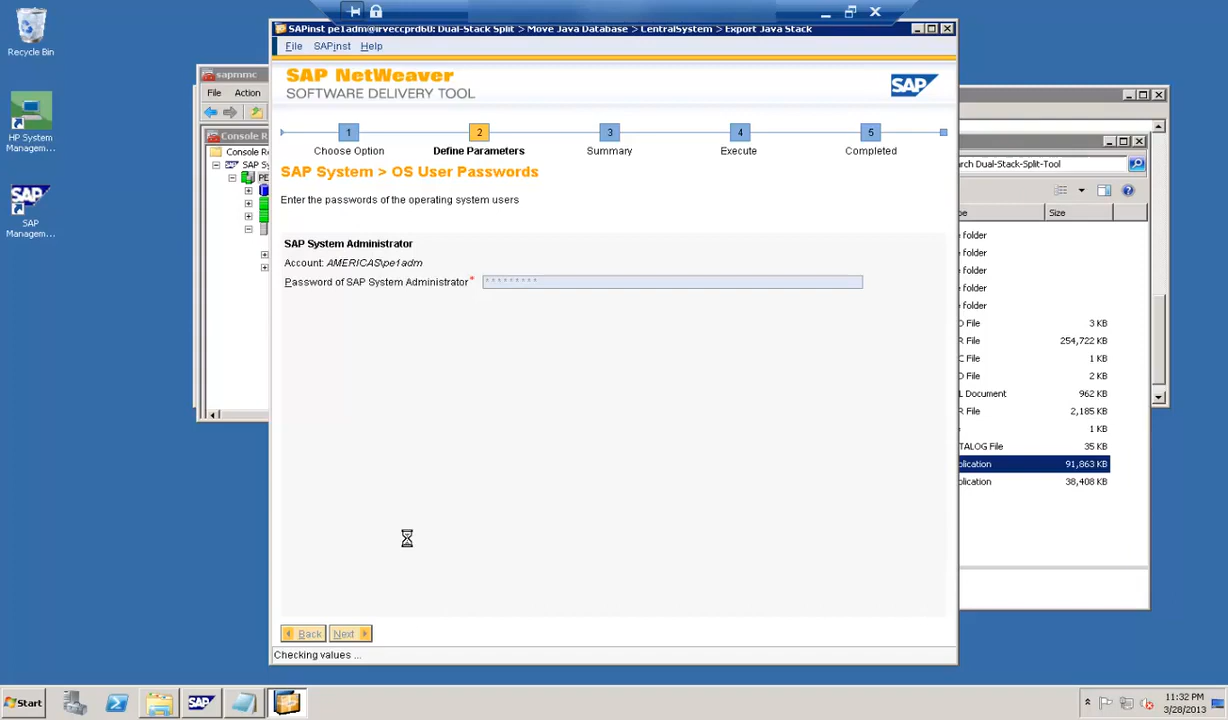 Recycle Bin
HP System
Managem...
SAP
Managem...
sapmmc
File Action
Console R
Console Ro
SAP Sy
PE
SAPinst pe1adm@irveccprd60: Dual-Stack Split > Move Java Database > CentralSystem > Export Java Stack
File SAPinst Help
SAP NetWeaver
SOFTWARE DELIVERY TOOL
SAP
1 2 3 4 5
Choose Option Define Parameters Summary Execute Completed
SAP System > OS User Passwords
Enter the passwords of the operating system users
SAP System Administrator
Account: AMERICAS\pe1adm
Password of SAP System Administrator* *********
Back Next
Checking values ...
rch Dual-Stack-Split-Tool
pe Size
folder
folder
folder
folder
folder
O File 3 KB
R File 254,722 KB
C File 1 KB
O File 2 KB
L Document 962 KB
R File 2,185 KB
1 KB
TALOG File 35 KB
plication 91,863 KB
plication 38,408 KB
Start
SAP
11:32 PM
3/28/2013